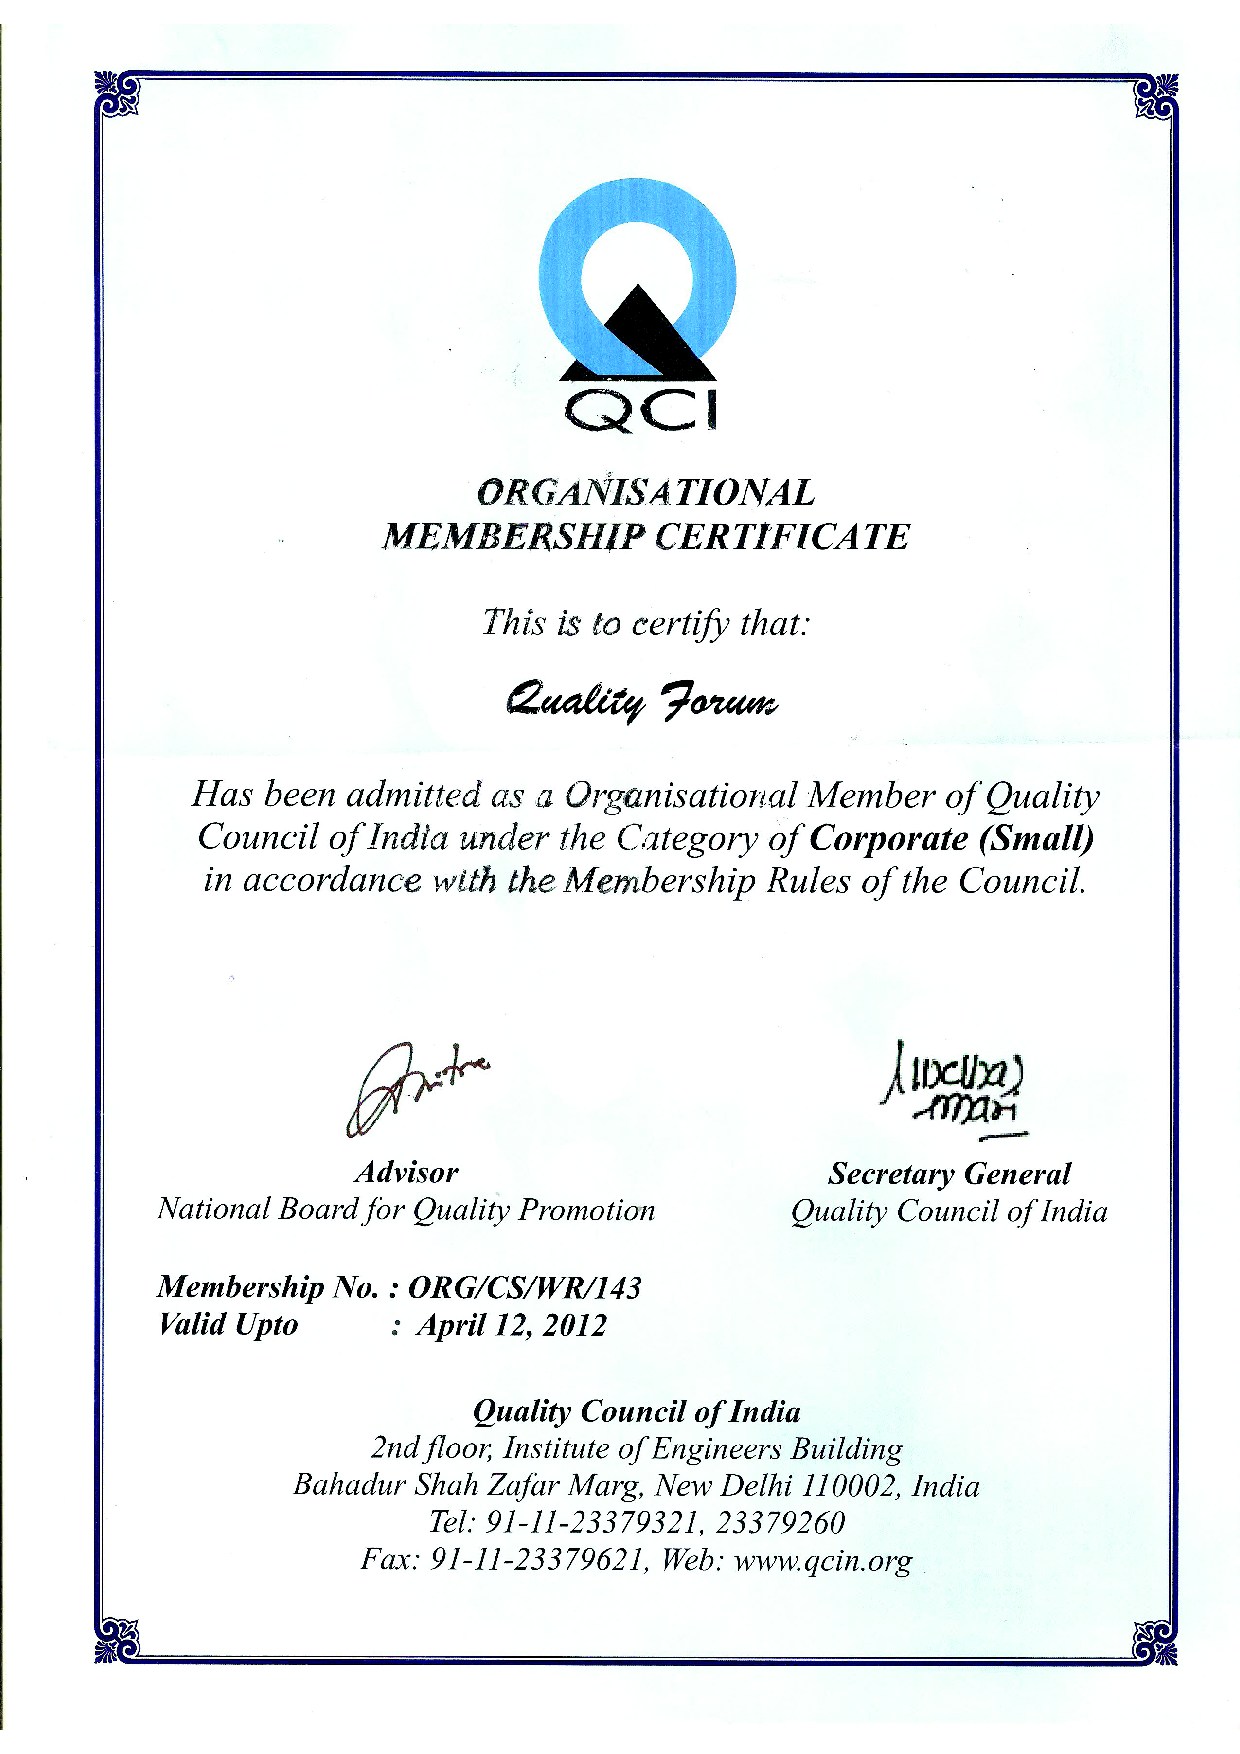 QCI
ORGANISATIONAL
MEMBERSHIP CERTIFICATE
This is to certify that:
Quality Forum
Has been admitted as a Organisational Member of Quality
Council of India under the Category of Corporate (Small)
in accordance with the Membership Rules of the Council.
Advisor
National Board for Quality Promotion
Secretary General
Quality Council of India
Membership No. : ORG/CS/WR/143
Valid Upto : April 12, 2012
Quality Council of India
2nd floor, Institute of Engineers Building
Bahadur Shah Zafar Marg, New Delhi 110002, India
Tel: 91-11-23379321, 23379260
Fax: 91-11-23379621, Web: www.qcin.org